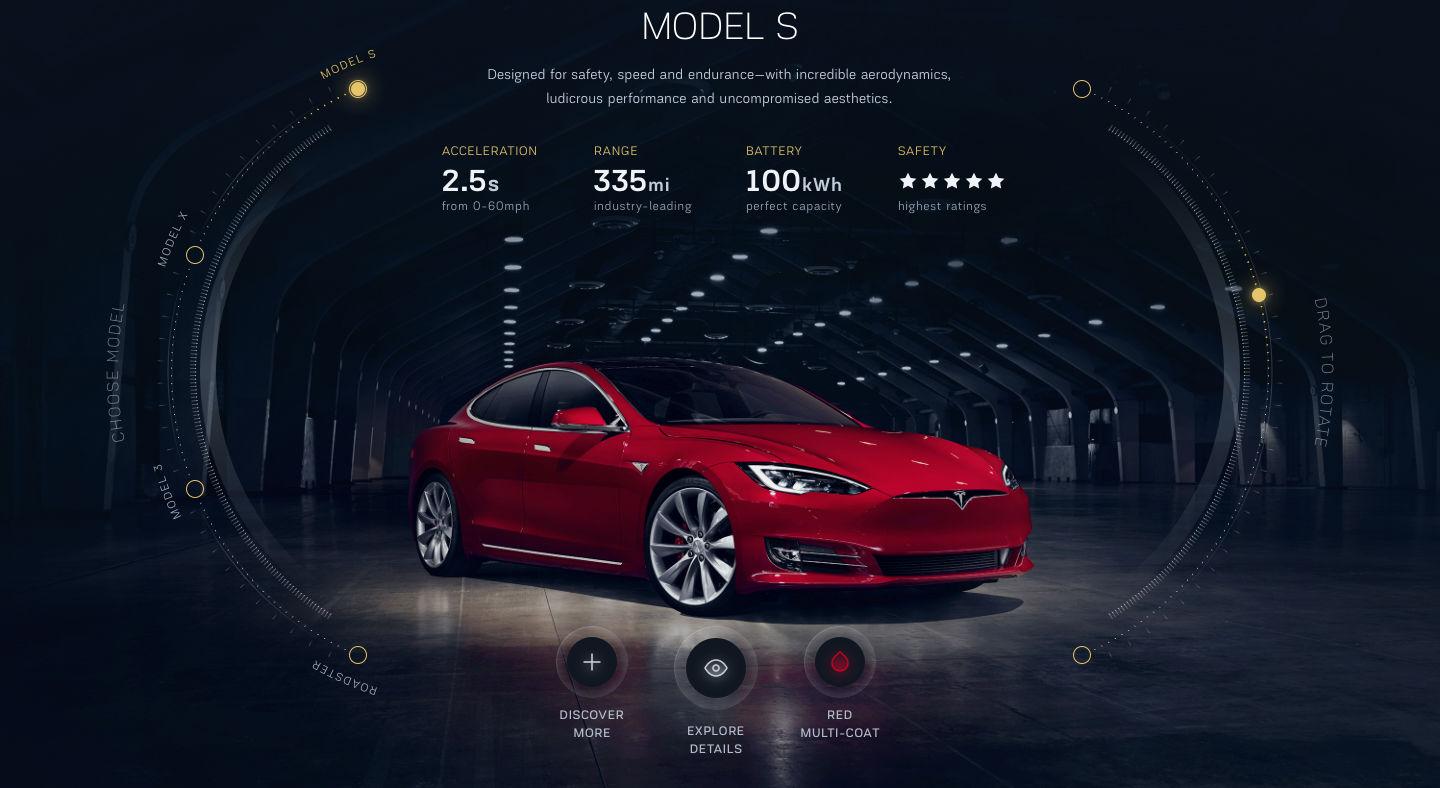 MODEL S
Designed for safety, speed and endurance—with incredible aerodynamics,
ludicrous performance and uncompromised aesthetics.
ACCELERATION
2.5s
from 0-60mph
RANGE
335mi
industry-leading
BATTERY
100kWh
perfect capacity
SAFETY
★★★★★
highest ratings
CHOOSE MODEL
MODEL S
MODEL X
MODEL 3
ROADSTER
DRAG TO ROTATE
DISCOVER
MORE
EXPLORE
DETAILS
RED
MULTI-COAT